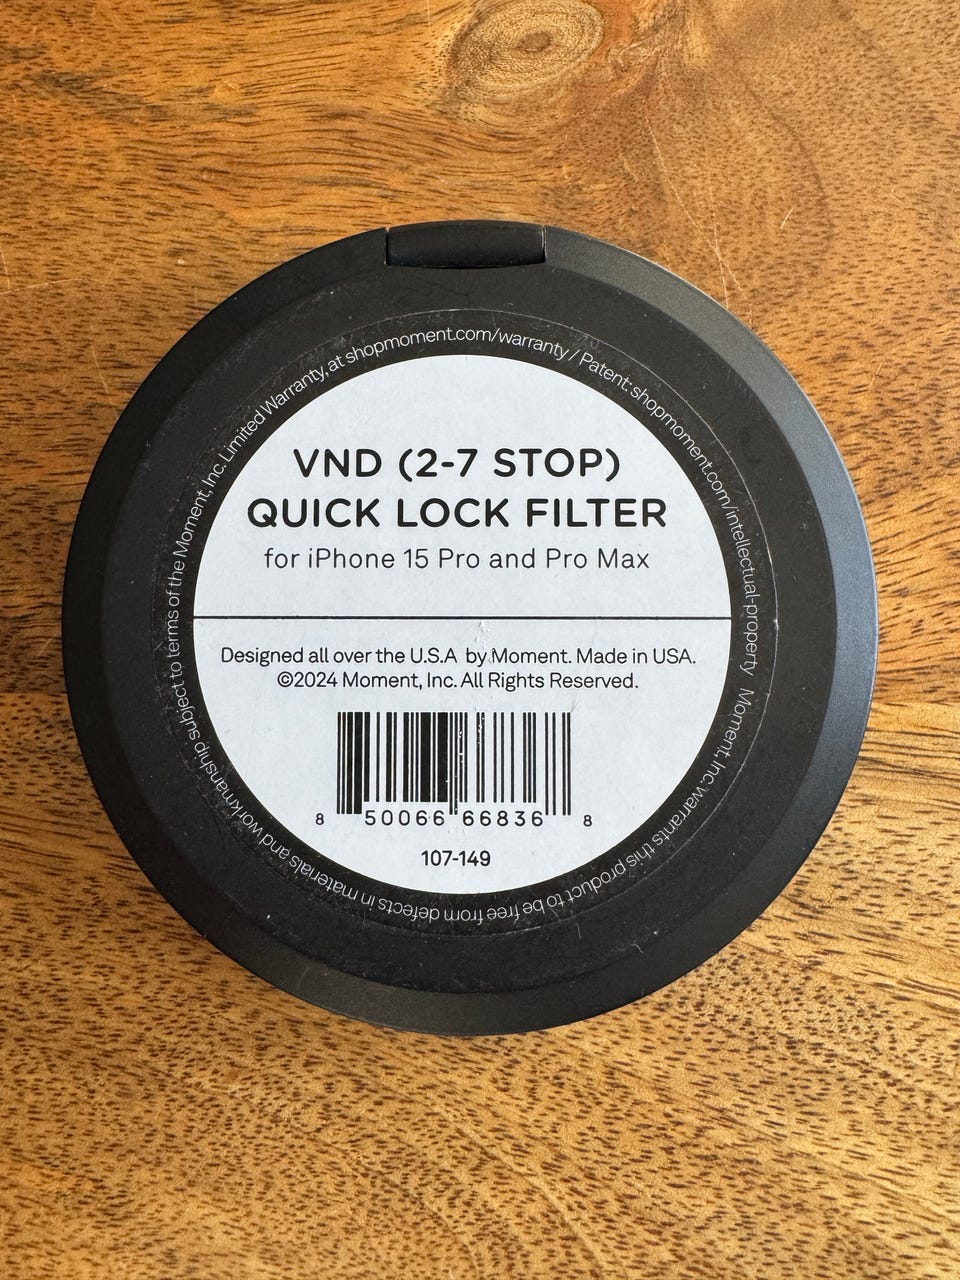 VND (2-7 STOP)
QUICK LOCK FILTER
for iPhone 15 Pro and Pro Max
Designed all over the U.S.A by Moment. Made in USA.
©2024 Moment, Inc. All Rights Reserved.
8 50066 66836 8
107-149
Moment, Inc. warrants this product to be free from defects in materials and workmanship subject to terms of the Moment, Inc. Limited Warranty, at shopmoment.com/warranty / Patent: shopmoment.com/intellectual-property